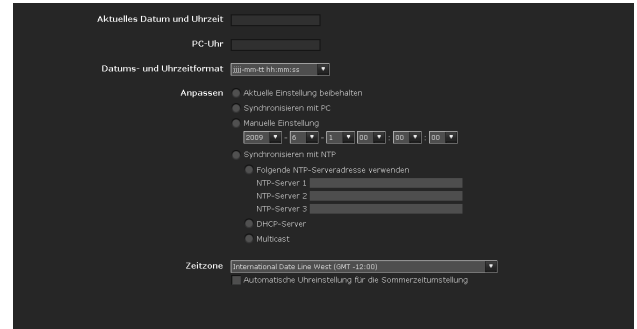 Aktuelles Datum und Uhrzeit
PC-Uhr
Datums- und Uhrzeitformat jjjj-mm-tt hh:mm:ss
Anpassen Aktuelle Einstellung beibehalten
Synchronisieren mit PC
Manuelle Einstellung
2009 - 6 - 1 00 : 00 : 00
Synchronisieren mit NTP
Folgende NTP-Serveradresse verwenden
NTP-Server 1
NTP-Server 2
NTP-Server 3
DHCP-Server
Multicast
Zeitzone International Date Line West (GMT -12:00)
Automatische Uhreinstellung für die Sommerzeitumstellung